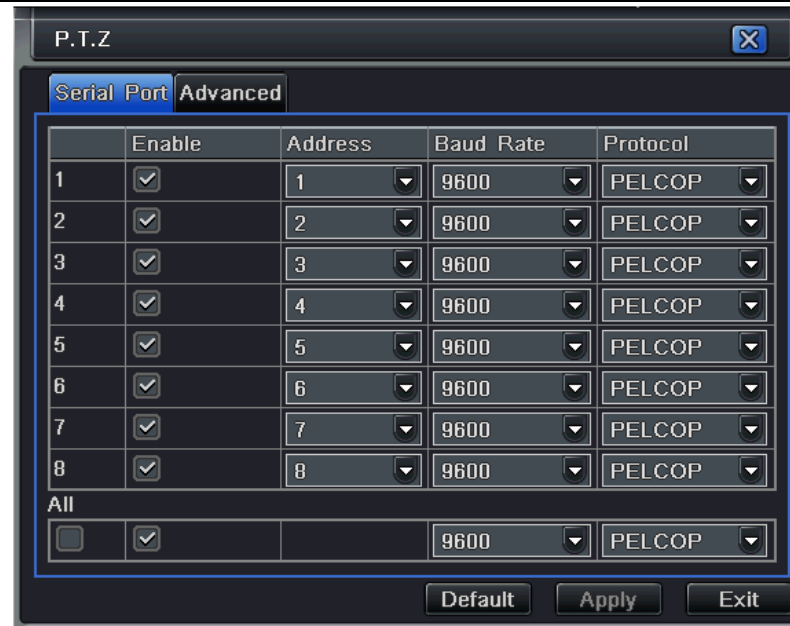 P.T.Z
Serial Port Advanced
Enable Address Baud Rate Protocol
1 1 9600 PELCOP
2 2 9600 PELCOP
3 3 9600 PELCOP
4 4 9600 PELCOP
5 5 9600 PELCOP
6 6 9600 PELCOP
7 7 9600 PELCOP
8 8 9600 PELCOP
All
9600 PELCOP
Default Apply Exit